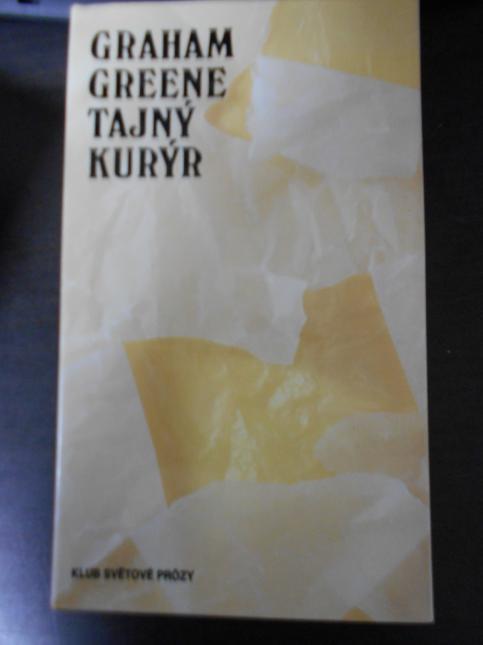 GRAHAM
GREENE
TAJNÝ
KURÝR
KLUB SVĚTOVÉ PRÓZY